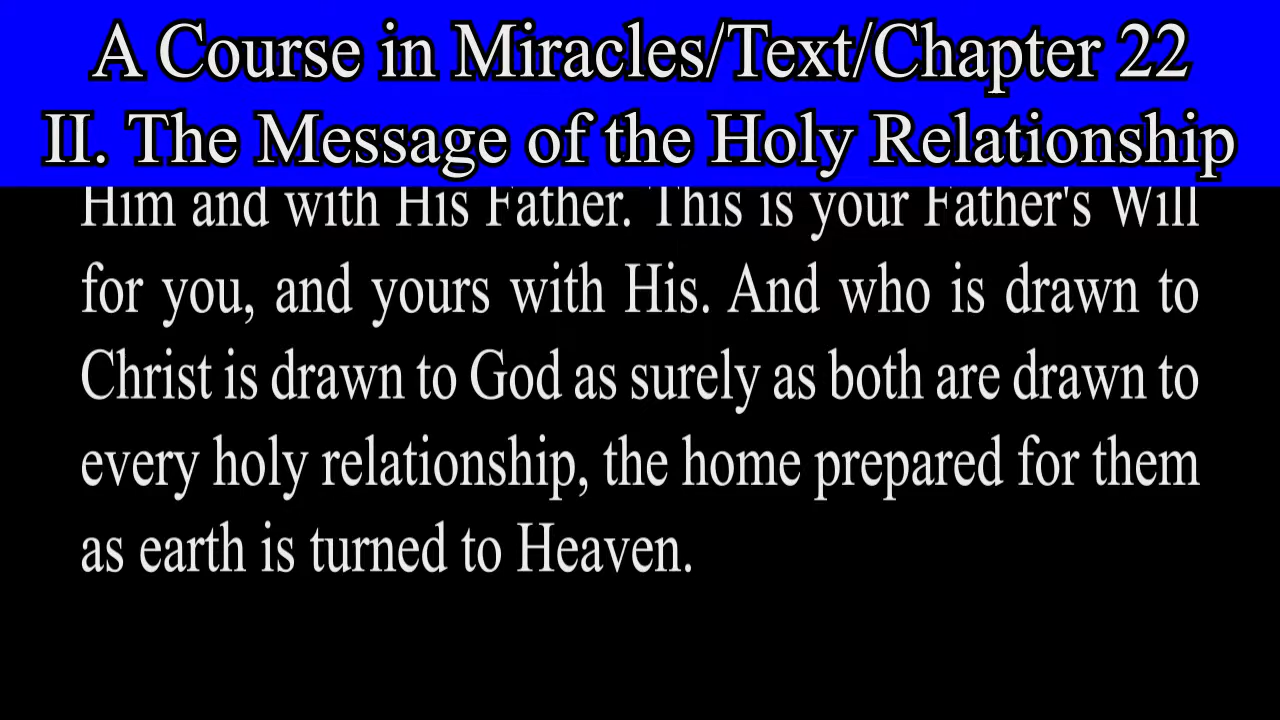 A Course in Miracles/Text/Chapter 22
II. The Message of the Holy Relationship
Him and with His Father. This is your Father's Will
for you, and yours with His. And who is drawn to
Christ is drawn to God as surely as both are drawn to
every holy relationship, the home prepared for them
as earth is turned to Heaven.